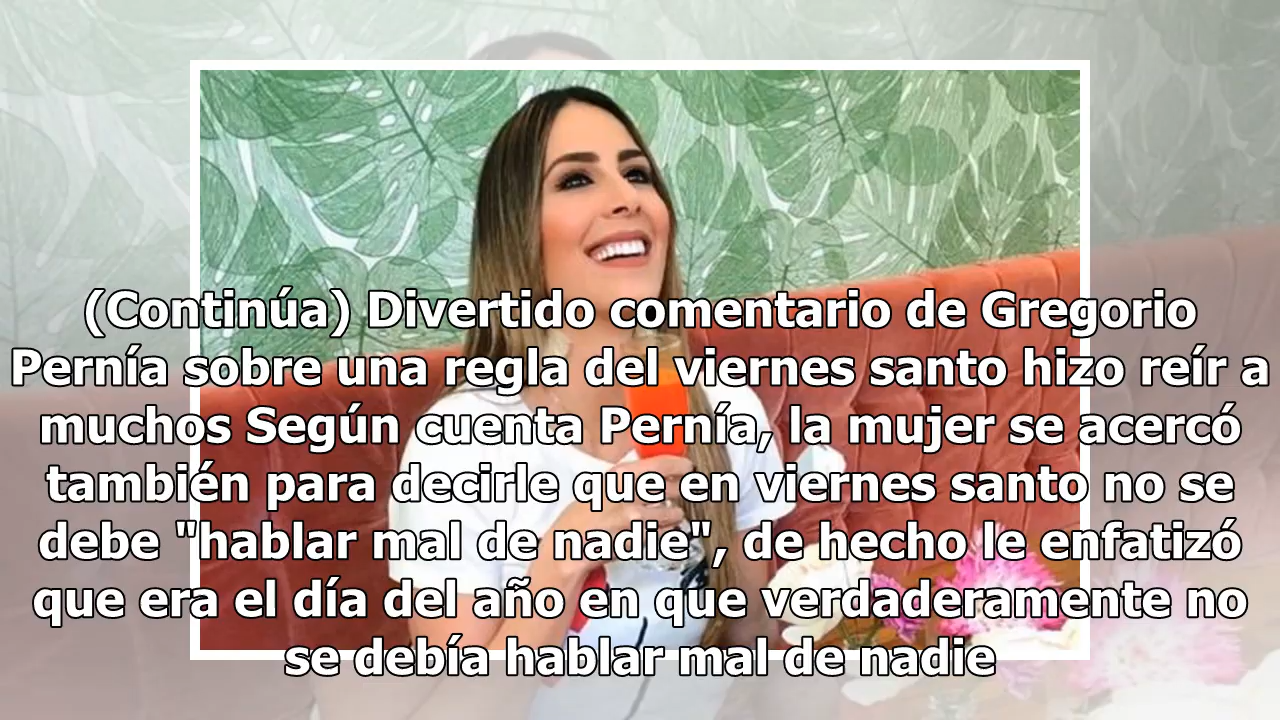 (Continúa) Divertido comentario de Gregorio
Pernía sobre una regla del viernes santo hizo reír a
muchos Según cuenta Pernía, la mujer se acercó
también para decirle que en viernes santo no se
debe "hablar mal de nadie", de hecho le enfatizó
que era el día del año en que verdaderamente no
se debía hablar mal de nadie